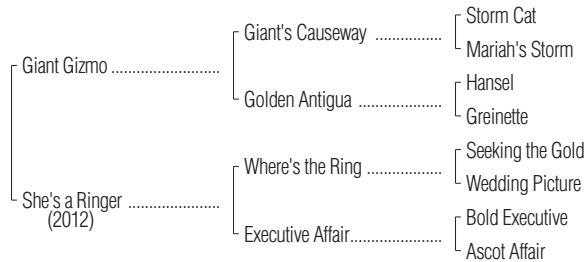 Storm Cat
Giant's Causeway ................
Mariah's Storm
Giant Gizmo ......................
Hansel
Golden Antigua .................
Greinette
Seeking the Gold
Where's the Ring ...............
Wedding Picture
She's a Ringer ..................
(2012)
Bold Executive
Executive Affair..................
Ascot Affair